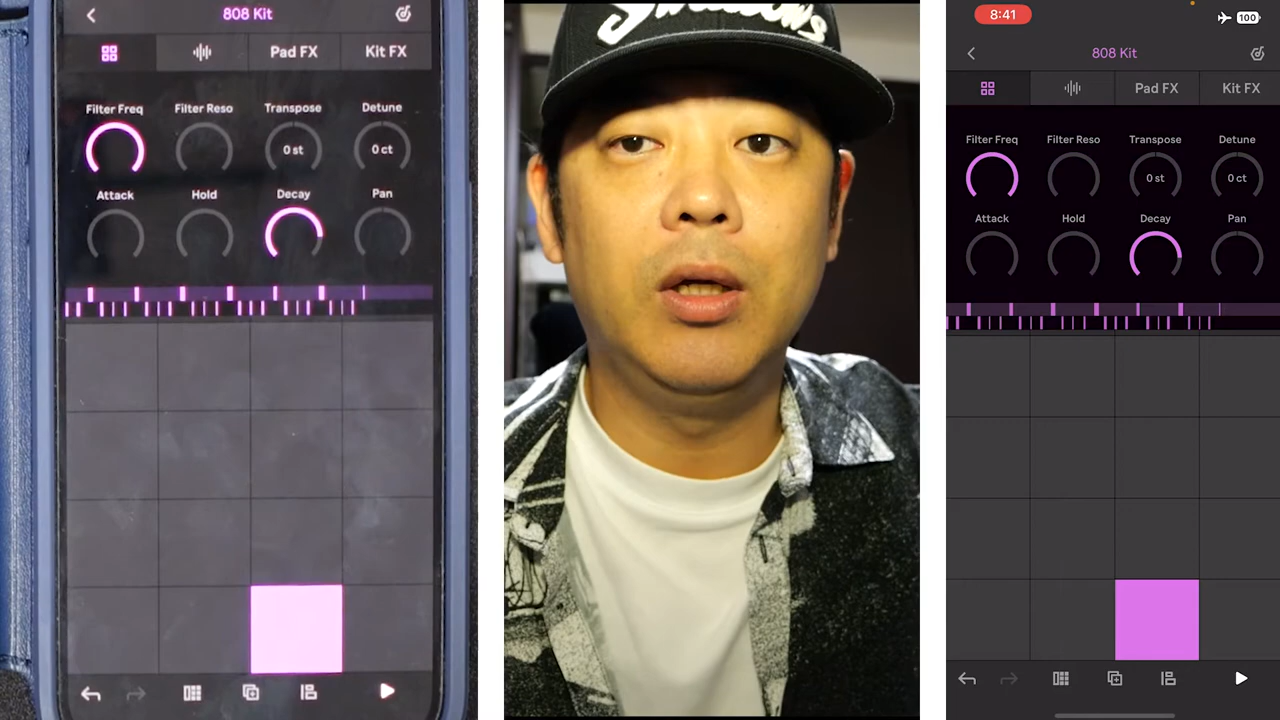 808 Kit
Pad FX
Kit FX
Filter Freq
Filter Reso
Transpose
Detune
0 st
0 ct
Attack
Hold
Decay
Pan
8:41
100
808 Kit
Pad FX
Kit FX
Filter Freq
Filter Reso
Transpose
Detune
0 st
0 ct
Attack
Hold
Decay
Pan